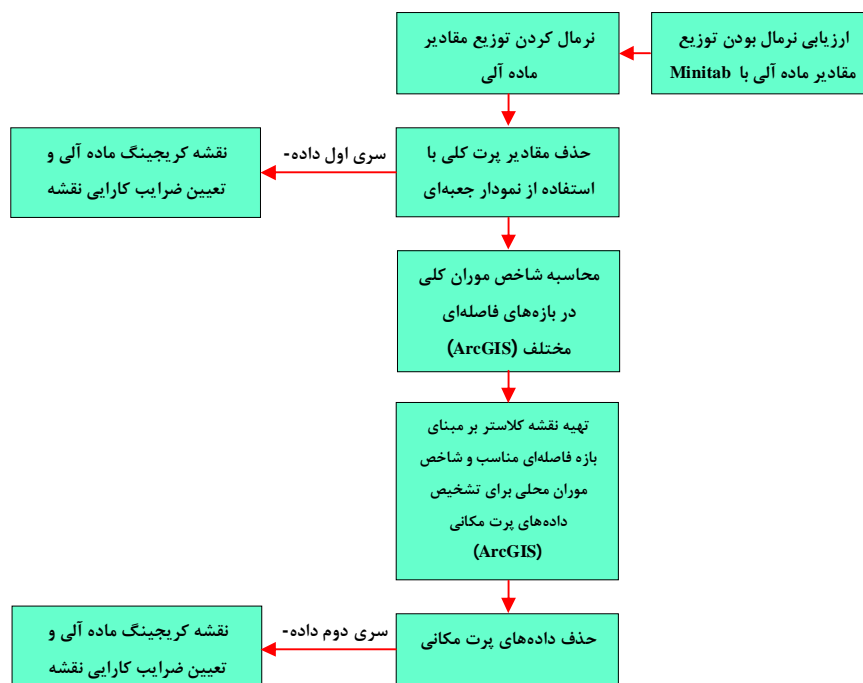 ارزیابی نرمال بودن توزیع
مقادیر ماده آلی با Minitab
نرمال کردن توزیع مقادیر
ماده آلی
حذف مقادیر پرت کلی با
استفاده از نمودار جعبه‌ای
سری اول داده-
نقشه کریجینگ ماده آلی و
تعیین ضرایب کارایی نقشه
محاسبه شاخص موران کلی
در بازه‌های فاصله‌ای
مختلف (ArcGIS)
تهیه نقشه کلاستر بر مبنای
بازه فاصله‌ای مناسب و شاخص
موران محلی برای تشخیص
داده‌های پرت مکانی
(ArcGIS)
حذف داده‌های پرت مکانی
سری دوم داده-
نقشه کریجینگ ماده آلی و
تعیین ضرایب کارایی نقشه